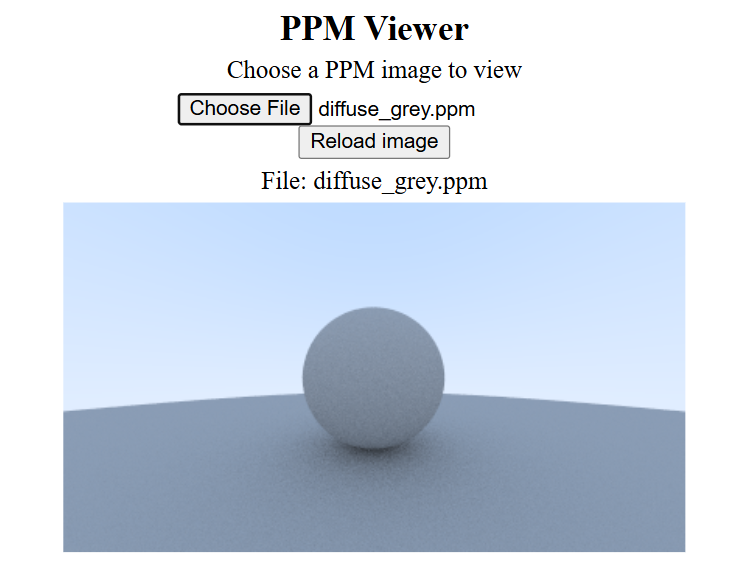 PPM Viewer
Choose a PPM image to view
Choose File diffuse_grey.ppm
Reload image
File: diffuse_grey.ppm